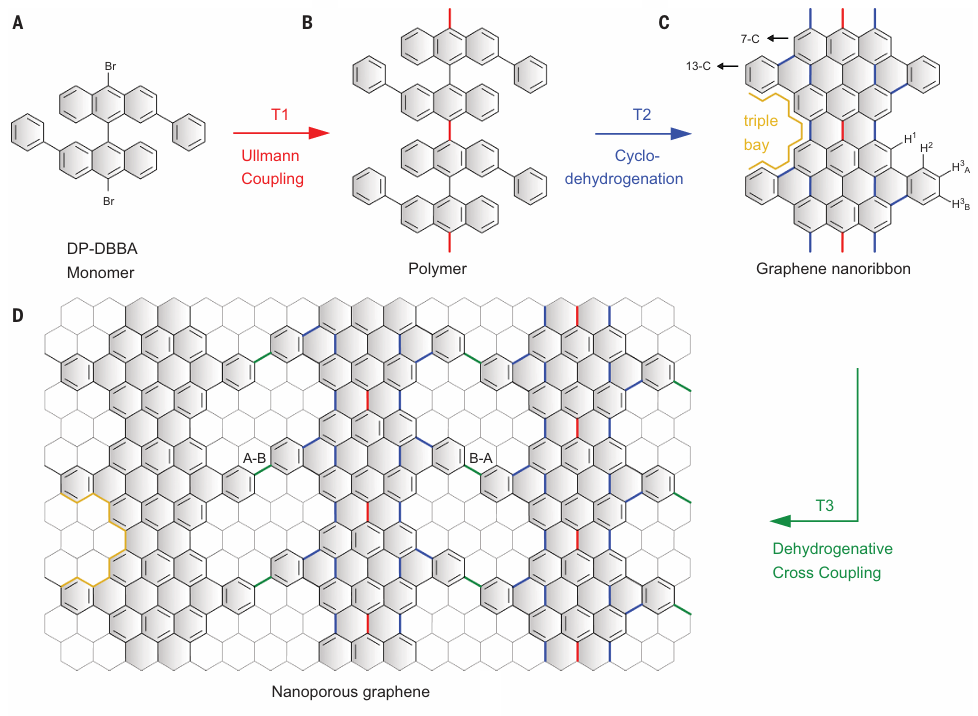 A
B
C
Br
Br
DP-DBBA
Monomer
T1
Ullmann
Coupling
Polymer
T2
Cyclo-
dehydrogenation
7-C
13-C
triple
bay
H1
H2
H3A
H3B
Graphene nanoribbon
D
A-B
B-A
T3
Dehydrogenative
Cross Coupling
Nanoporous graphene